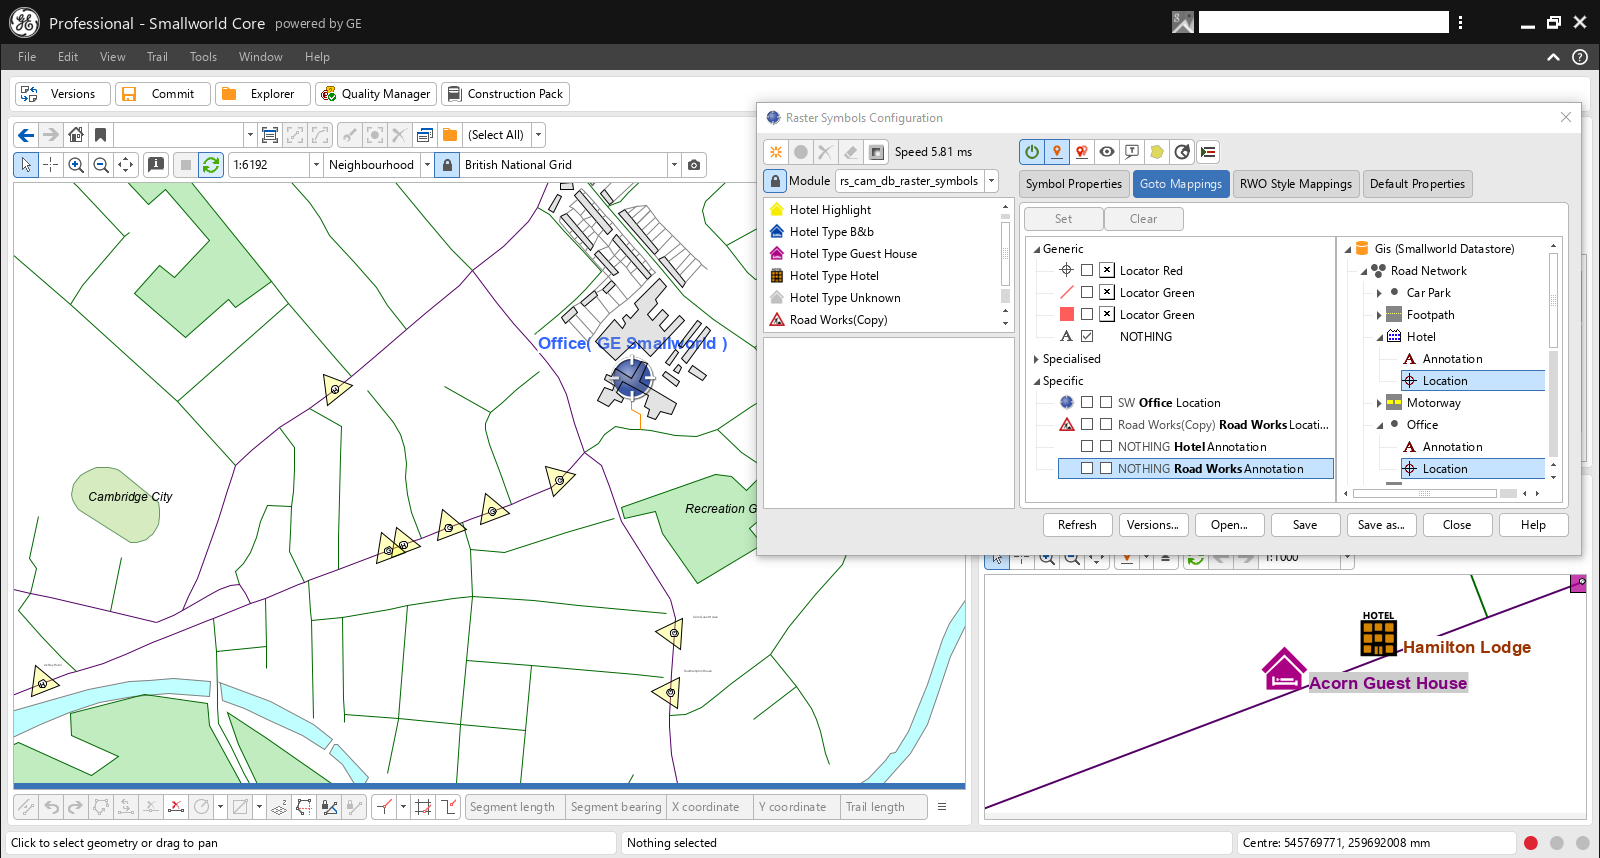 Professional - Smallworld Core powered by GE
File Edit View Trail Tools Window Help
Versions Commit Explorer Quality Manager Construction Pack
(Select All)
1:6192 Neighbourhood British National Grid
Office( GE Smallworld )
Cambridge City
Recreation G
Raster Symbols Configuration
Speed 5.81 ms
Module rs_cam_db_raster_symbols
Symbol Properties Goto Mappings RWO Style Mappings Default Properties
Hotel Highlight
Hotel Type B&b
Hotel Type Guest House
Hotel Type Hotel
Hotel Type Unknown
Road Works(Copy)
Set Clear
Generic
Locator Red
Locator Green
Locator Green
NOTHING
Specialised
Specific
SW Office Location
Road Works(Copy) Road Works Locati...
NOTHING Hotel Annotation
NOTHING Road Works Annotation
Gis (Smallworld Datastore)
Road Network
Car Park
Footpath
Hotel
Annotation
Location
Motorway
Office
Annotation
Location
Refresh Versions... Open... Save Save as... Close Help
1:1000
HOTEL
Hamilton Lodge
Acorn Guest House
Segment length Segment bearing X coordinate Y coordinate Trail length
Click to select geometry or drag to pan
Nothing selected
Centre: 545769771, 259692008 mm